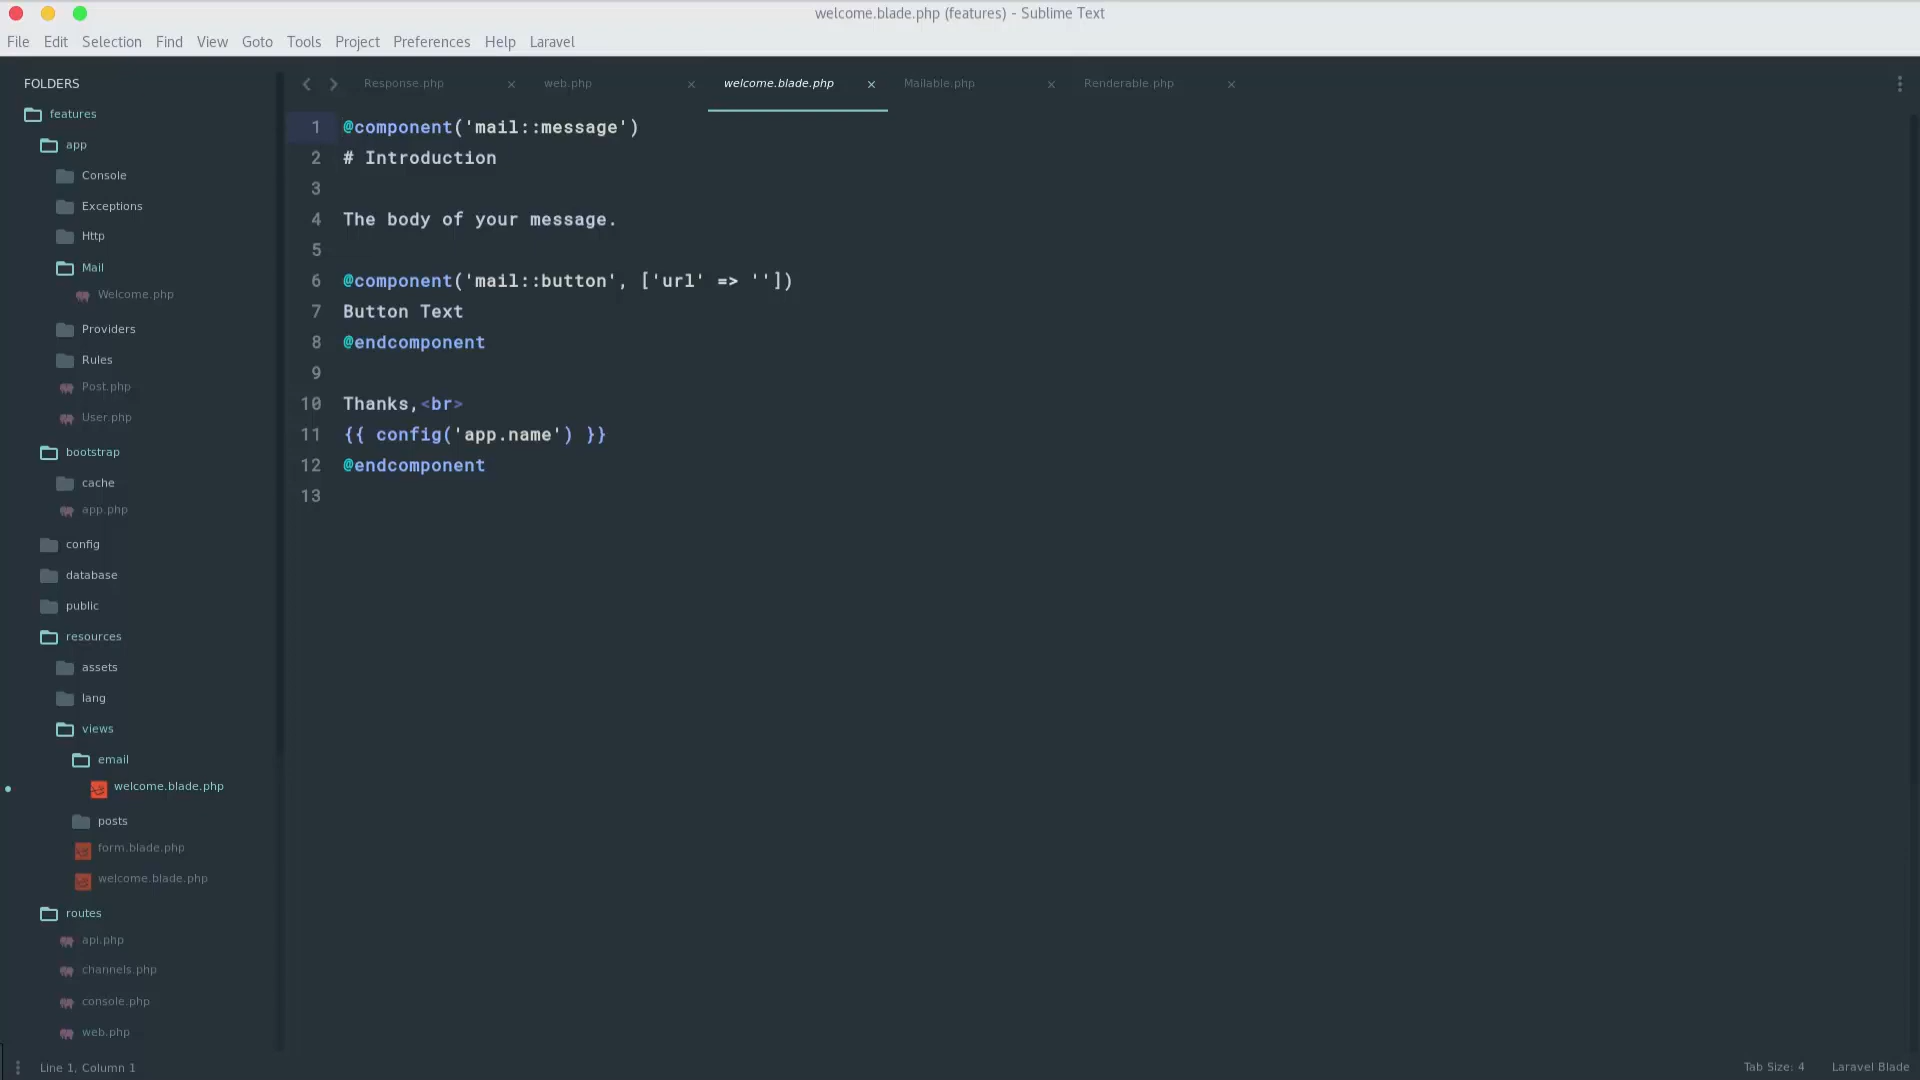 welcome.blade.php (features) - Sublime Text
File Edit Selection Find View Goto Tools Project Preferences Help Laravel
FOLDERS
features
app
Console
Exceptions
Http
Mail
Welcome.php
Providers
Rules
Post.php
User.php
bootstrap
cache
app.php
config
database
public
resources
assets
lang
views
email
welcome.blade.php
posts
form.blade.php
welcome.blade.php
routes
api.php
channels.php
console.php
web.php
Response.php × web.php × welcome.blade.php × Mailable.php × Renderable.php ×
1 @component('mail::message')
2 # Introduction
3
4 The body of your message.
5
6 @component('mail::button', ['url' => ''])
7 Button Text
8 @endcomponent
9
10 Thanks,<br>
11 {{ config('app.name') }}
12 @endcomponent
13
Line 1, Column 1
Tab Size: 4 Laravel Blade